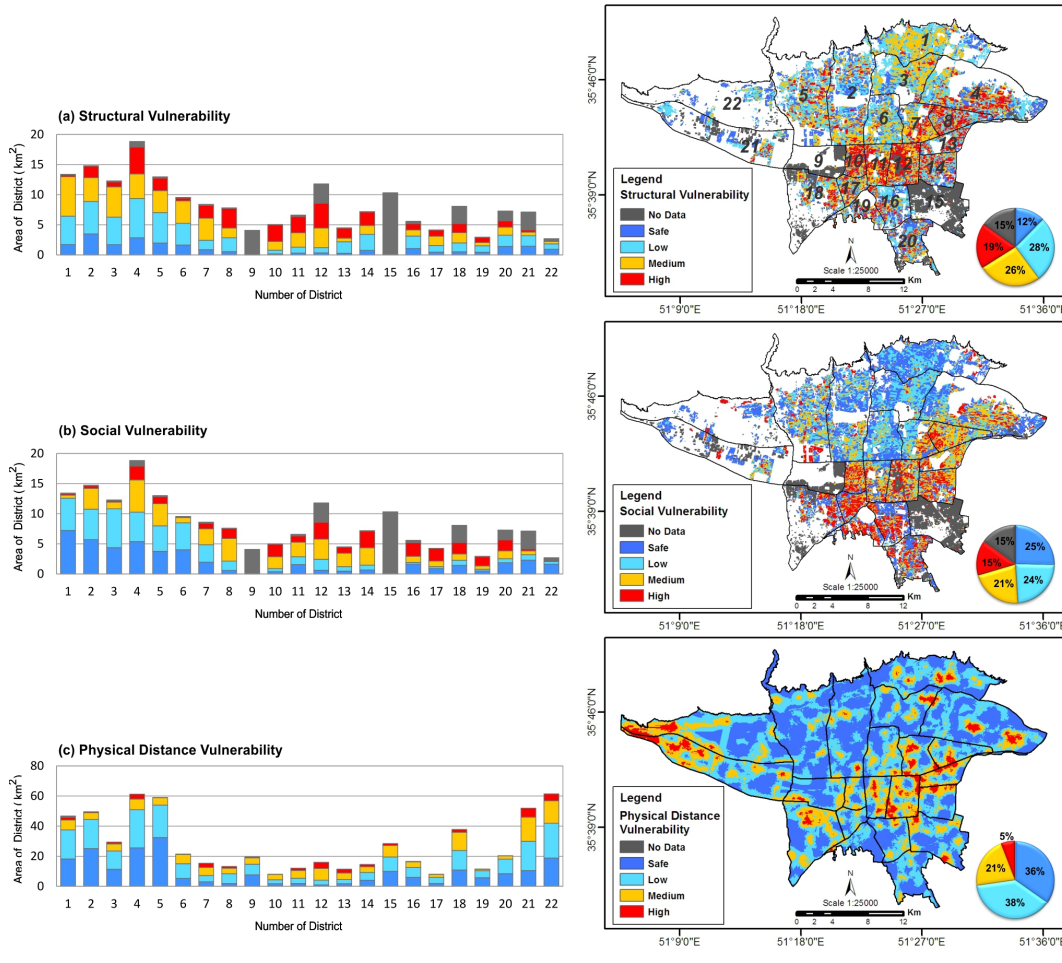 (a) Structural Vulnerability
Area of District ( km2)
20
15
10
5
0
1 2 3 4 5 6 7 8 9 10 11 12 13 14 15 16 17 18 19 20 21 22
Number of District
35°46'0"N
35°39'0"N
1
2
3
4
5
6
7
8
9
10
11
12
13
14
15
16
17
18
19
20
21
22
Legend
Structural Vulnerability
No Data
Safe
Low
Medium
High
N
Scale 1:25000
0 2 4 8 12 Km
15%
12%
19%
28%
26%
51°9'0"E 51°18'0"E 51°27'0"E 51°36'0"E
(b) Social Vulnerability
Area of District ( km2)
20
15
10
5
0
1 2 3 4 5 6 7 8 9 10 11 12 13 14 15 16 17 18 19 20 21 22
Number of District
35°46'0"N
35°39'0"N
Legend
Social Vulnerability
No Data
Safe
Low
Medium
High
N
Scale 1:25000
0 2 4 8 12 Km
15%
25%
15%
21%
24%
51°9'0"E 51°18'0"E 51°27'0"E 51°36'0"E
(c) Physical Distance Vulnerability
Area of District ( km2)
80
60
40
20
0
1 2 3 4 5 6 7 8 9 10 11 12 13 14 15 16 17 18 19 20 21 22
Number of District
35°46'0"N
35°39'0"N
Legend
Physical Distance
Vulnerability
Safe
Low
Medium
High
N
Scale 1:25000
0 2 4 8 12 Km
5%
21%
36%
38%
51°9'0"E 51°18'0"E 51°27'0"E 51°36'0"E